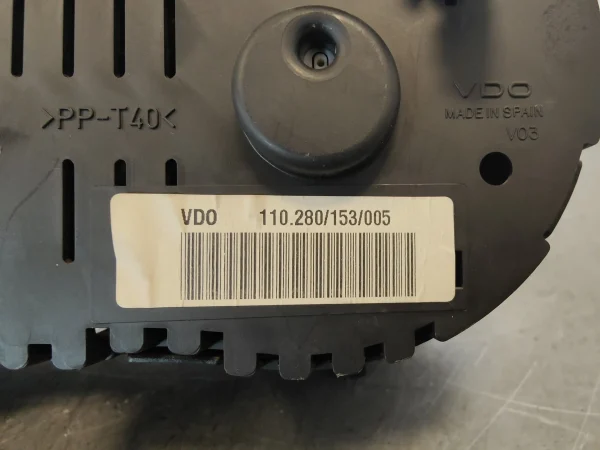 VDO
MADE IN SPAIN
V03
>PP-T40<
VDO 110.280/153/005